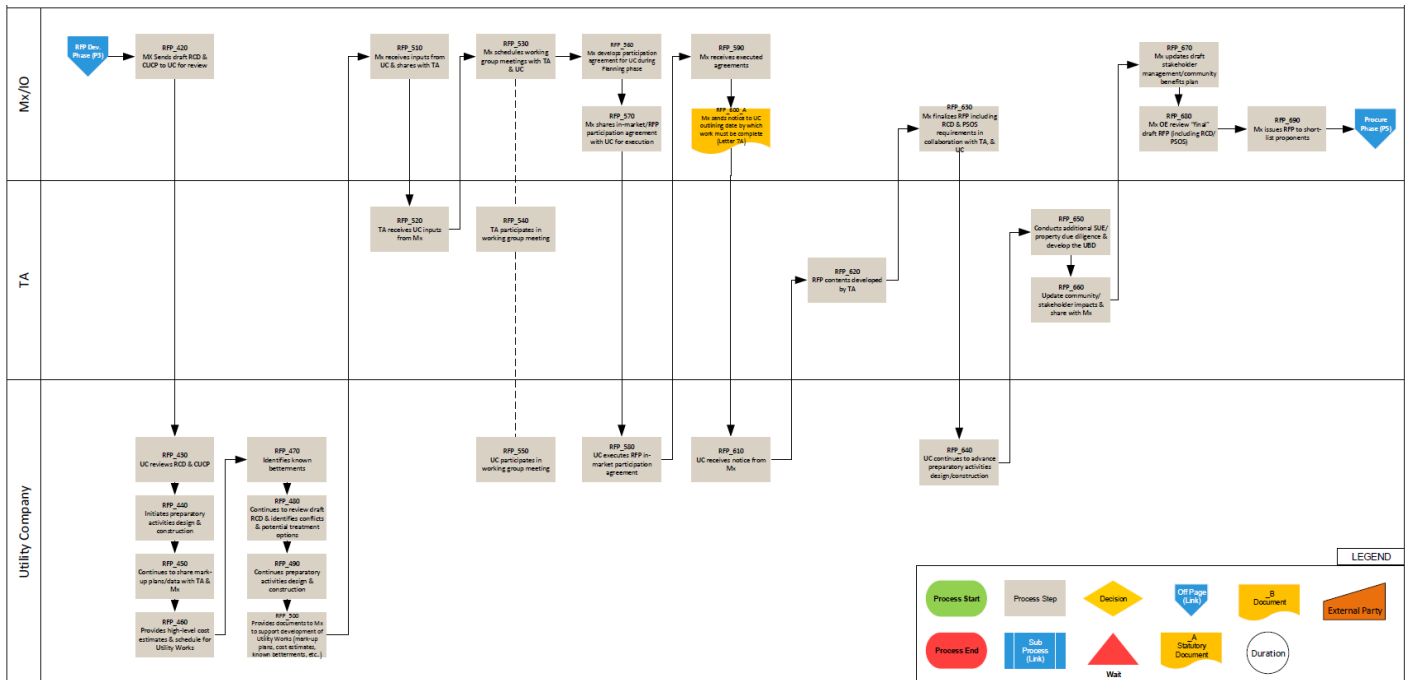 Mx/IO
RFP Dev.
Phase (P3)
RFP_420
MX Sends draft RCD &
CUCP to UC for review
RFP_510
Mx receives inputs from
UC & shares with TA
RFP_530
Mx schedules working
group meetings with TA
& UC
RFP_560
Mx develops participation
agreement for UC during
Planning phase
RFP_570
Mx shares in-market/RFP
participation agreement
with UC for execution
RFP_590
Mx receives executed
agreements
RFP_600_A
Mx sends notice to UC
outlining date by which
work must be complete
(Letter 2A)
RFP_630
Mx finalizes RFP including
RCD & PSOS
requirements in
collaboration with TA, &
UC
RFP_670
Mx updates draft
stakeholder
management/community
benefits plan
RFP_680
Mx OE review "final"
draft RFP (including RCD/
PSOS)
RFP_690
Mx issues RFP to short-
list proponents
Procure
Phase (P5)
TA
RFP_520
TA receives UC inputs
from Mx
RFP_540
TA participates in
working group meeting
RFP_620
RFP contents developed
by TA
RFP_650
Conducts additional SUE/
property due diligence &
develop the UBD
RFP_660
Update community/
stakeholder impacts &
share with Mx
Utility Company
RFP_430
UC reviews RCD & CUCP
RFP_440
Initiates preparatory
activities design &
construction
RFP_450
Continues to share mark-
up plans/data with TA &
Mx
RFP_460
Provides high-level cost
estimates & schedule for
Utility Works
RFP_470
Identifies known
betterments
RFP_480
Continues to review draft
RCD & identifies conflicts
& potential treatment
options
RFP_490
Continues preparatory
activities design &
construction
RFP_500
Provides documents to Mx
to support development of
Utility Works (mark-up
plans, cost estimates,
known betterments, etc..)
RFP_550
UC participates in
working group meeting
RFP_580
UC executes RFP in-
market participation
agreement
RFP_610
UC receives notice from
Mx
RFP_640
UC continues to advance
preparatory activities
design/construction
LEGEND
Process Start
Process Step
Decision
Off Page
(Link)
_B
Document
External Party
Process End
Sub
Process
(Link)
Wait
_A
Statutory
Document
Duration